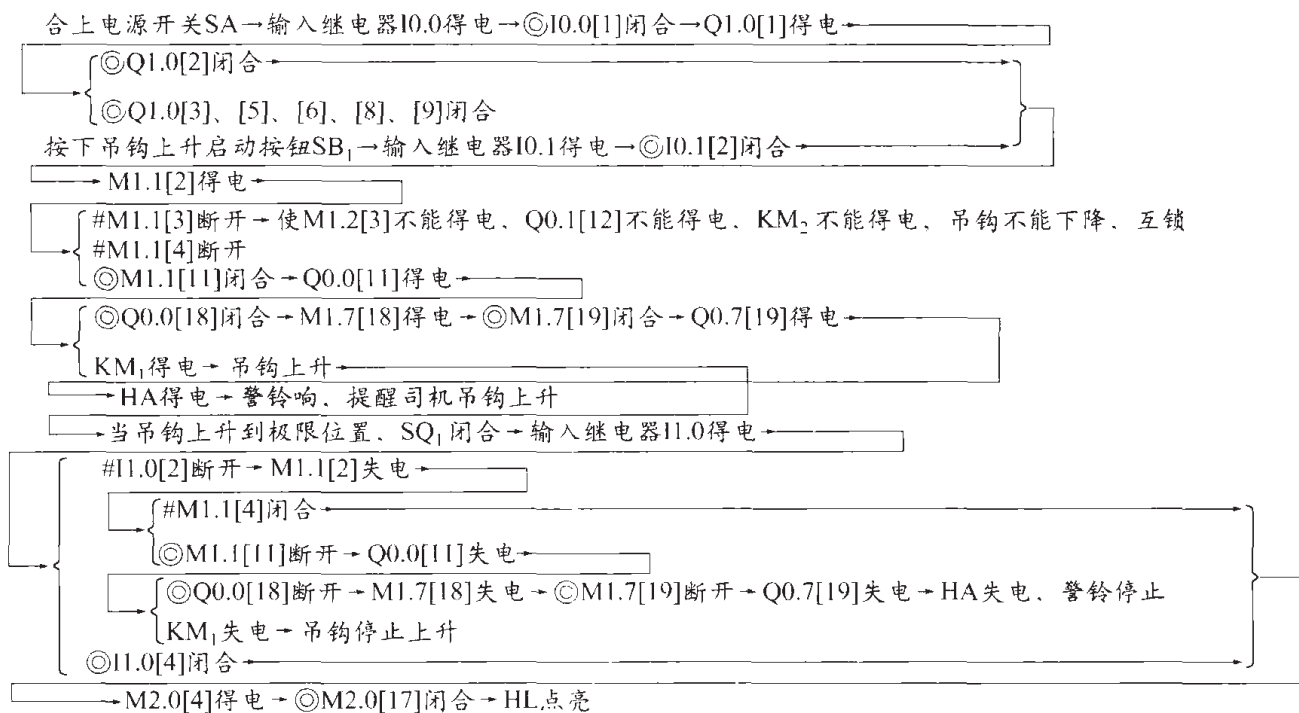 合上电源开关SA→输入继电器I0.0得电→◎I0.0[1]闭合→Q1.0[1]得电→
◎Q1.0[2]闭合→
◎Q1.0[3]、[5]、[6]、[8]、[9]闭合
按下吊钩上升启动按钮SB₁→输入继电器I0.1得电→◎I0.1[2]闭合→
→M1.1[2]得电→
#M1.1[3]断开→使M1.2[3]不能得电、Q0.1[12]不能得电、KM₂不能得电、吊钩不能下降、互锁
#M1.1[4]断开
◎M1.1[11]闭合→Q0.0[11]得电→
◎Q0.0[18]闭合→M1.7[18]得电→◎M1.7[19]闭合→Q0.7[19]得电→
KM₁得电→吊钩上升→
→HA得电→警铃响、提醒司机吊钩上升
→当吊钩上升到极限位置、SQ₁闭合→输入继电器I1.0得电→
#I1.0[2]断开→M1.1[2]失电→
#M1.1[4]闭合→
◎M1.1[11]断开→Q0.0[11]失电→
◎Q0.0[18]断开→M1.7[18]失电→◎M1.7[19]断开→Q0.7[19]失电→HA失电、警铃停止
KM₁失电→吊钩停止上升
◎I1.0[4]闭合→
→M2.0[4]得电→◎M2.0[17]闭合→HL点亮